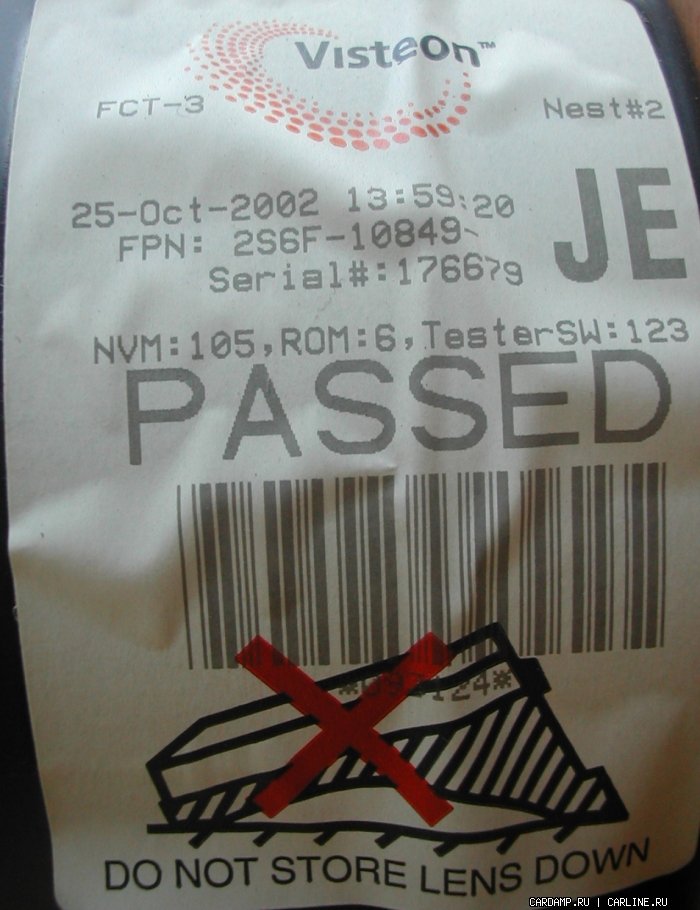 Visteon™
FCT-3 Nest#2
25-Oct-2002 13:59:20
FPN: 2S6F-10849-
JE
Serial#:176679
NVM:105,ROM:6,TesterSW:123
PASSED
DO NOT STORE LENS DOWN
CARDAMP.RU | CARLINE.RU